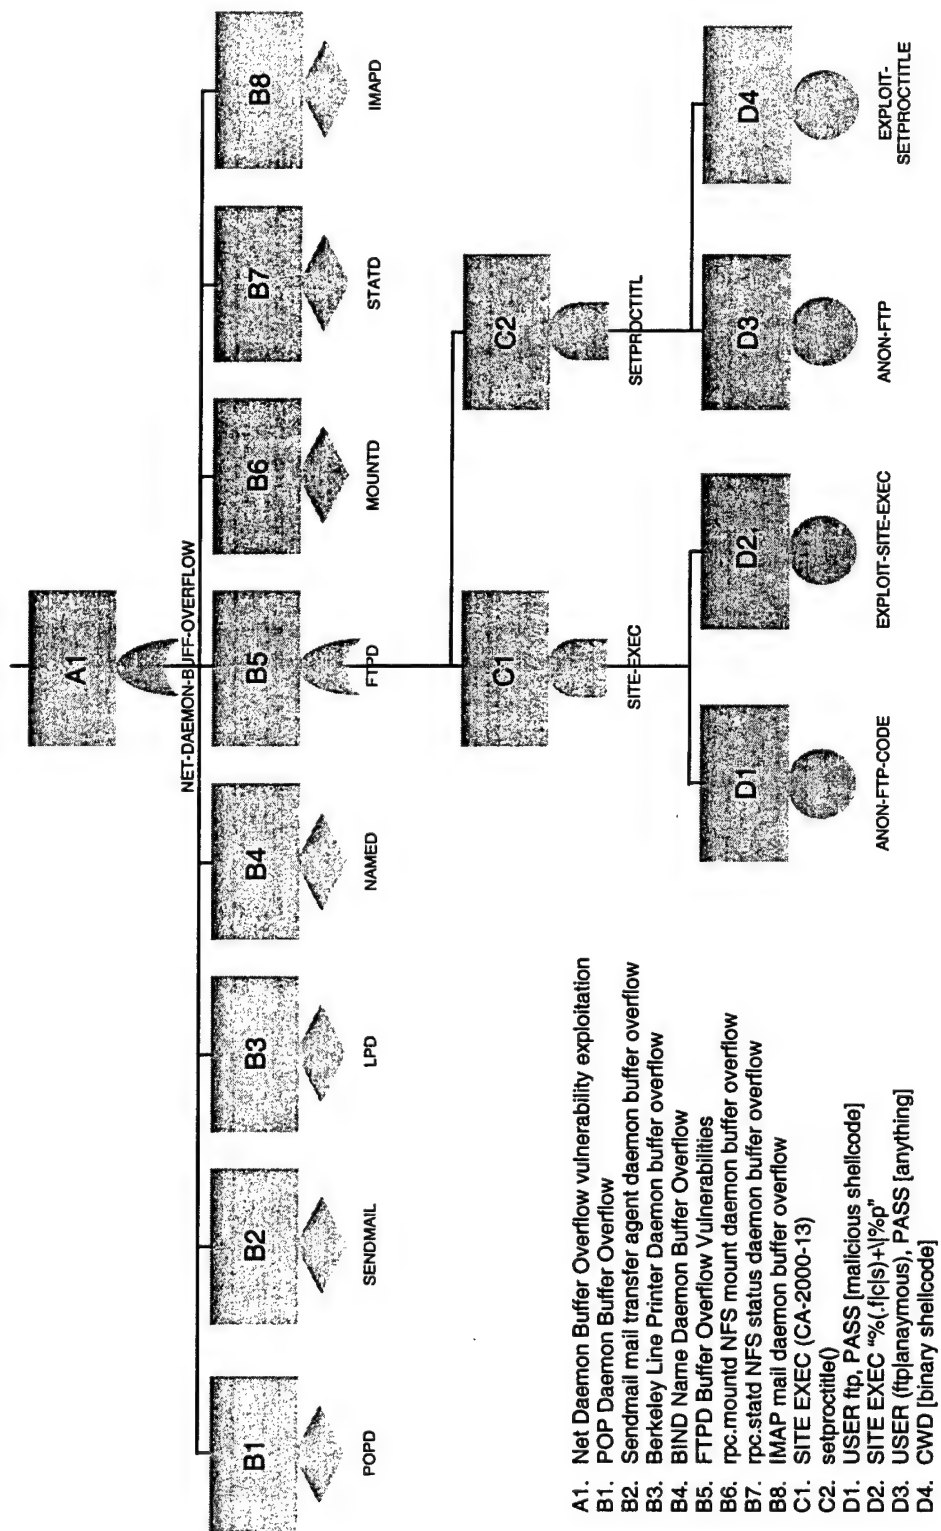 A1
NET-DAEMON-BUFF-OVERFLOW
B1
B2
B3
B4
B5
B6
B7
B8
POPD
SENDMAIL
LPD
NAMED
FTPD
MOUNTD
STATD
IMAPD
C1
C2
SITE-EXEC
SETPROCTITL
D1
D2
D3
D4
ANON-FTP-CODE
EXPLOIT-SITE-EXEC
ANON-FTP
EXPLOIT-
SETPROCTITLE
A1. Net Daemon Buffer Overflow vulnerability exploitation
B1. POP Daemon Buffer Overflow
B2. Sendmail mail transfer agent daemon buffer overflow
B3. Berkeley Line Printer Daemon buffer overflow
B4. BIND Name Daemon Buffer Overflow
B5. FTPD Buffer Overflow Vulnerabilities
B6. rpc.mountd NFS mount daemon buffer overflow
B7. rpc.statd NFS status daemon buffer overflow
B8. IMAP mail daemon buffer overflow
C1. SITE EXEC (CA-2000-13)
C2. setproctitle()
D1. USER ftp, PASS [malicious shellcode]
D2. SITE EXEC "%(.f|c|s)+\|%p"
D3. USER (ftp|anaymous), PASS [anything]
D4. CWD [binary shellcode]